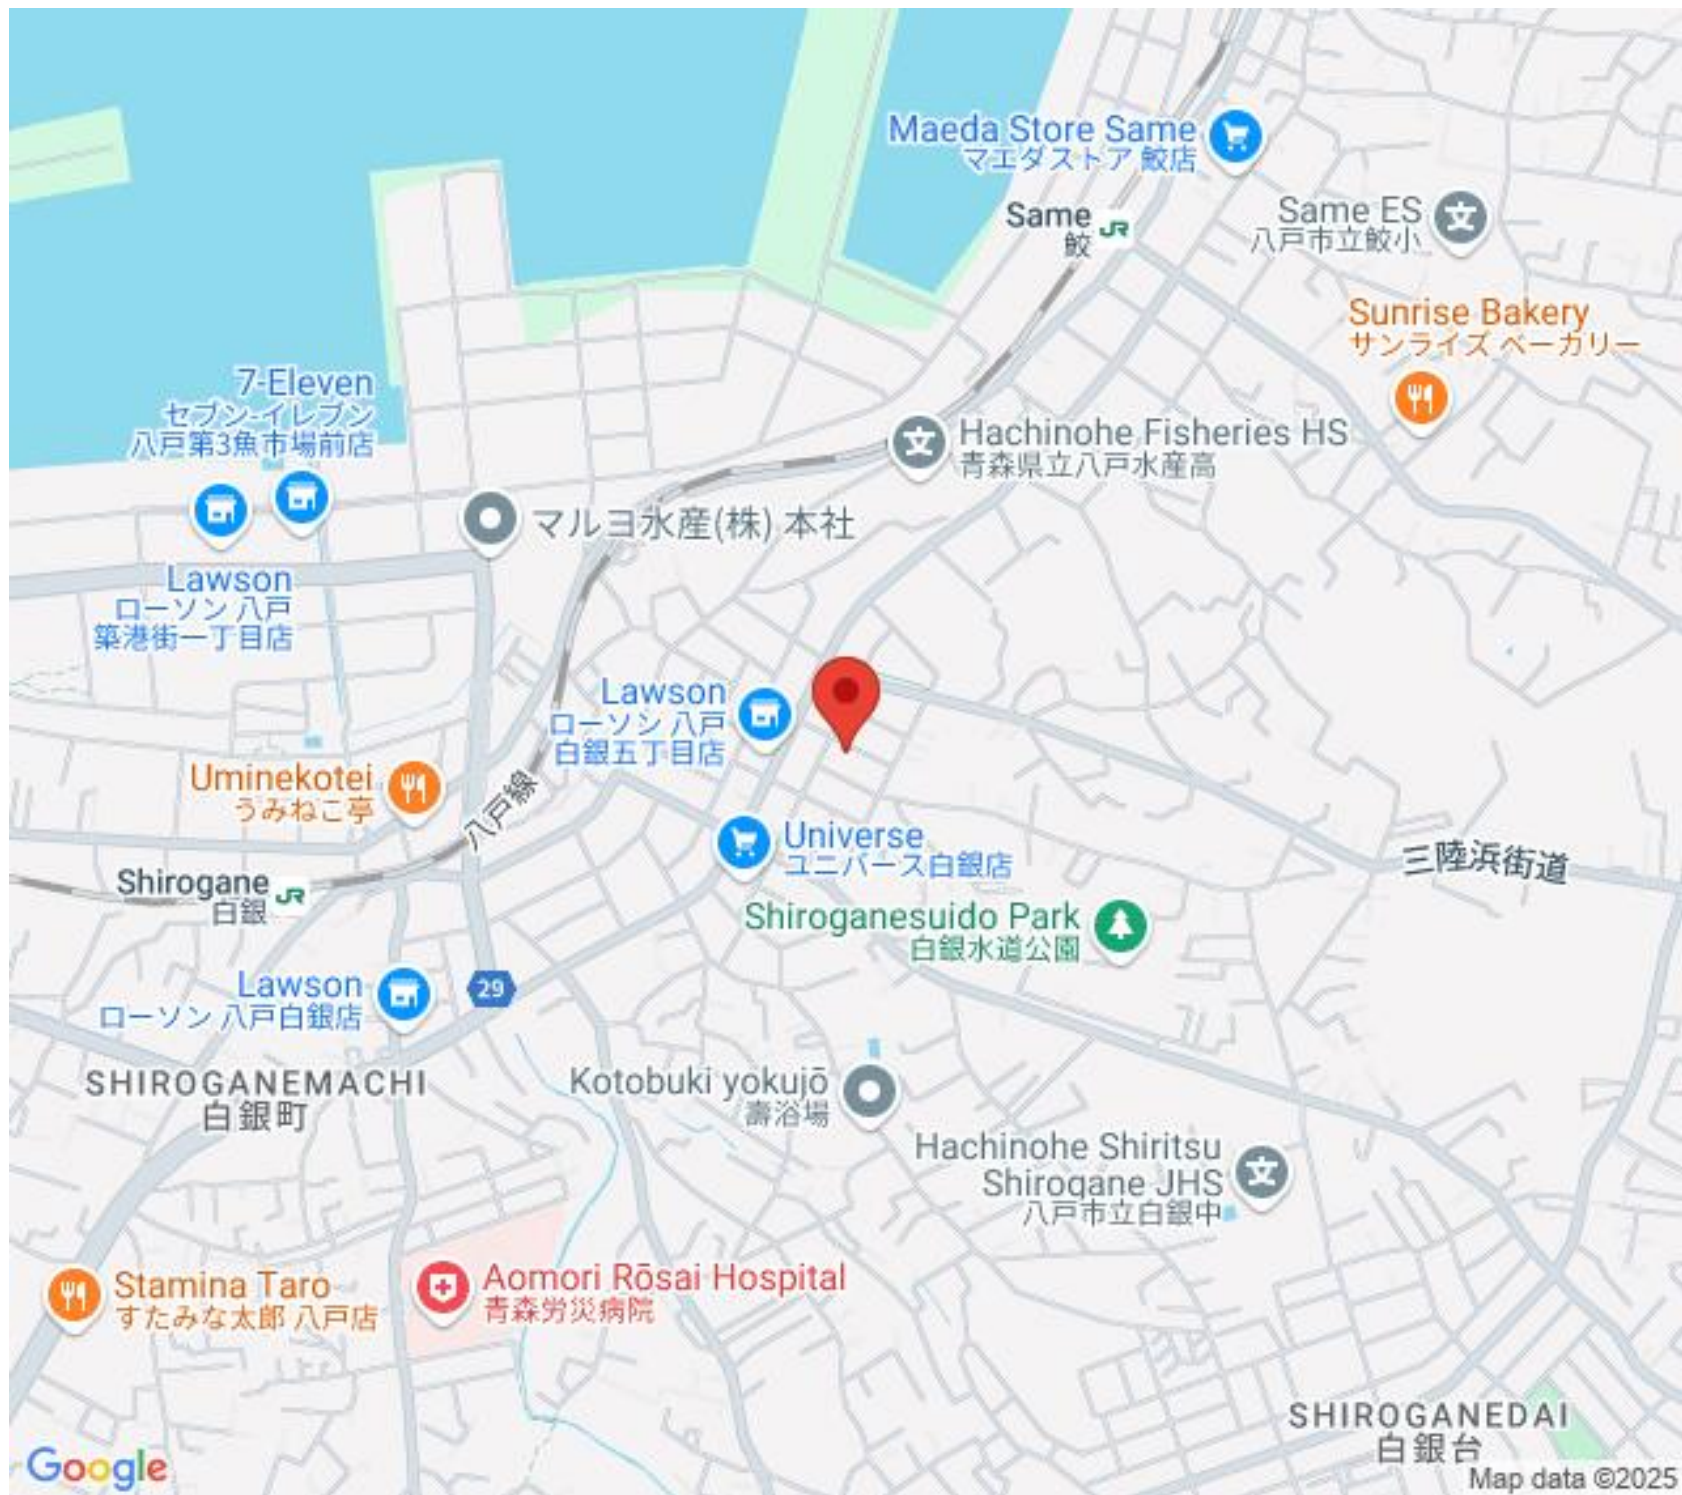 Maeda Store Same
マエダストア 鮫店
Same
鮫
Same ES
八戸市立鮫小
Sunrise Bakery
サンライズ ベーカリー
7-Eleven
セブン-イレブン
八戸第3魚市場前店
Hachinohe Fisheries HS
青森県立八戸水産高
マルヨ水産(株) 本社
Lawson
ローソン 八戸
築港街一丁目店
Lawson
ローソン 八戸
白銀五丁目店
Uminekotei
うみねこ亭
八戸線
Universe
ユニバース白銀店
三陸浜街道
Shirogane
白銀
Shiroganesuido Park
白銀水道公園
Lawson
ローソン 八戸白銀店
29
SHIROGANEMACHI
白銀町
Kotobuki yokujō
壽浴場
Hachinohe Shiritsu
Shirogane JHS
八戸市立白銀中
Stamina Taro
すたみな太郎 八戸店
Aomori Rōsai Hospital
青森労災病院
SHIROGANEDAI
白銀台
Google
Map data ©2025